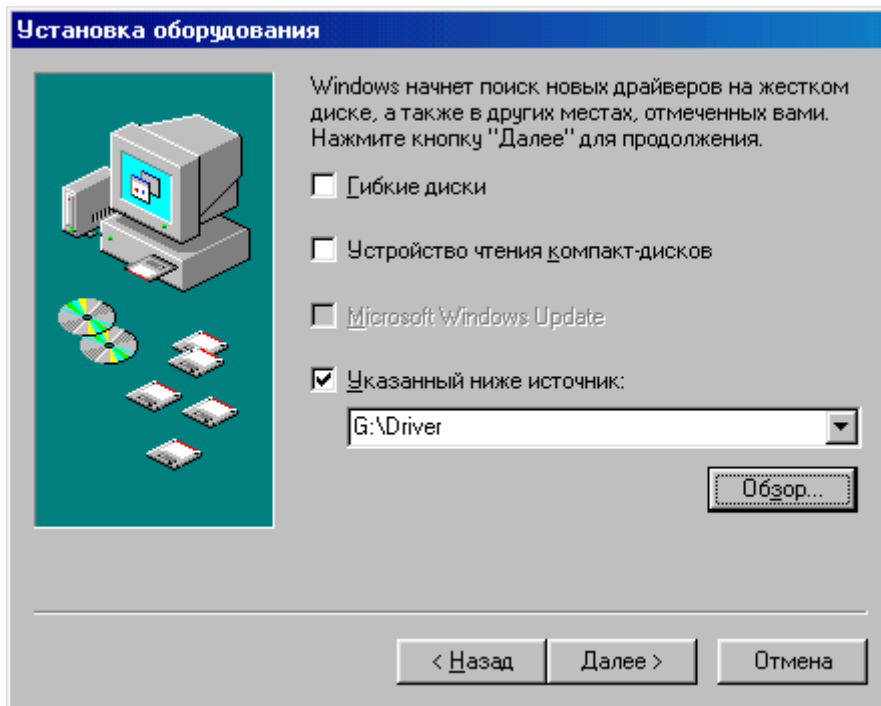 Установка оборудования
Windows начнет поиск новых драйверов на жестком
диске, а также в других местах, отмеченных вами.
Нажмите кнопку "Далее" для продолжения.
Гибкие диски
Устройство чтения компакт-дисков
Microsoft Windows Update
Указанный ниже источник:
G:\Driver
Обзор...
< Назад
Далее >
Отмена